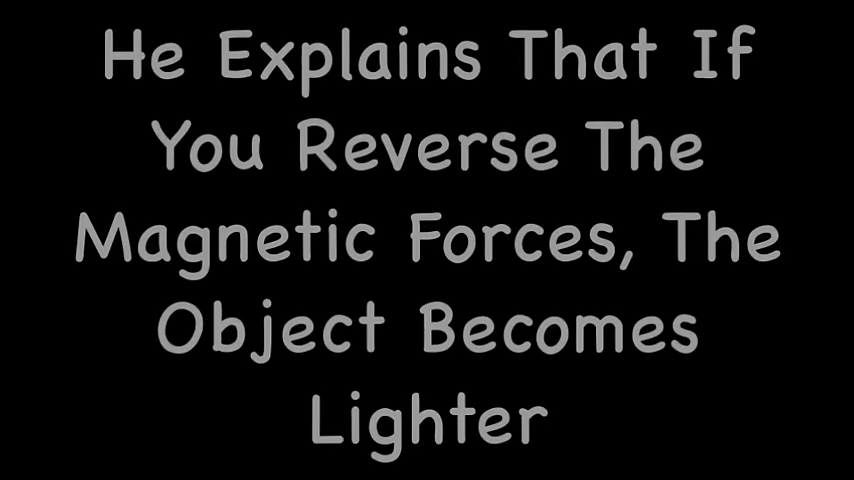 He Explains That If
You Reverse The
Magnetic Forces, The
Object Becomes
Lighter